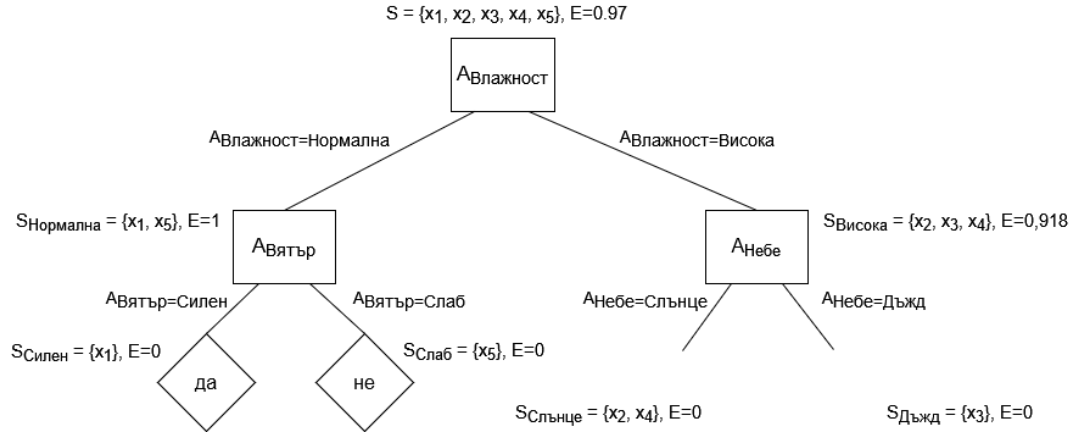 S = {x1, x2, x3, x4, x5}, E=0.97
AВлажност
AВлажност=Нормална
AВлажност=Висока
SНормална = {x1, x5}, E=1
AВятър
AНебе
SВисока = {x2, x3, x4}, E=0,918
AВятър=Силен
AВятър=Слаб
AНебе=Слънце
AНебе=Дъжд
SСилен = {x1}, E=0
да
SСлаб = {x5}, E=0
не
SСлънце = {x2, x4}, E=0
SДъжд = {x3}, E=0